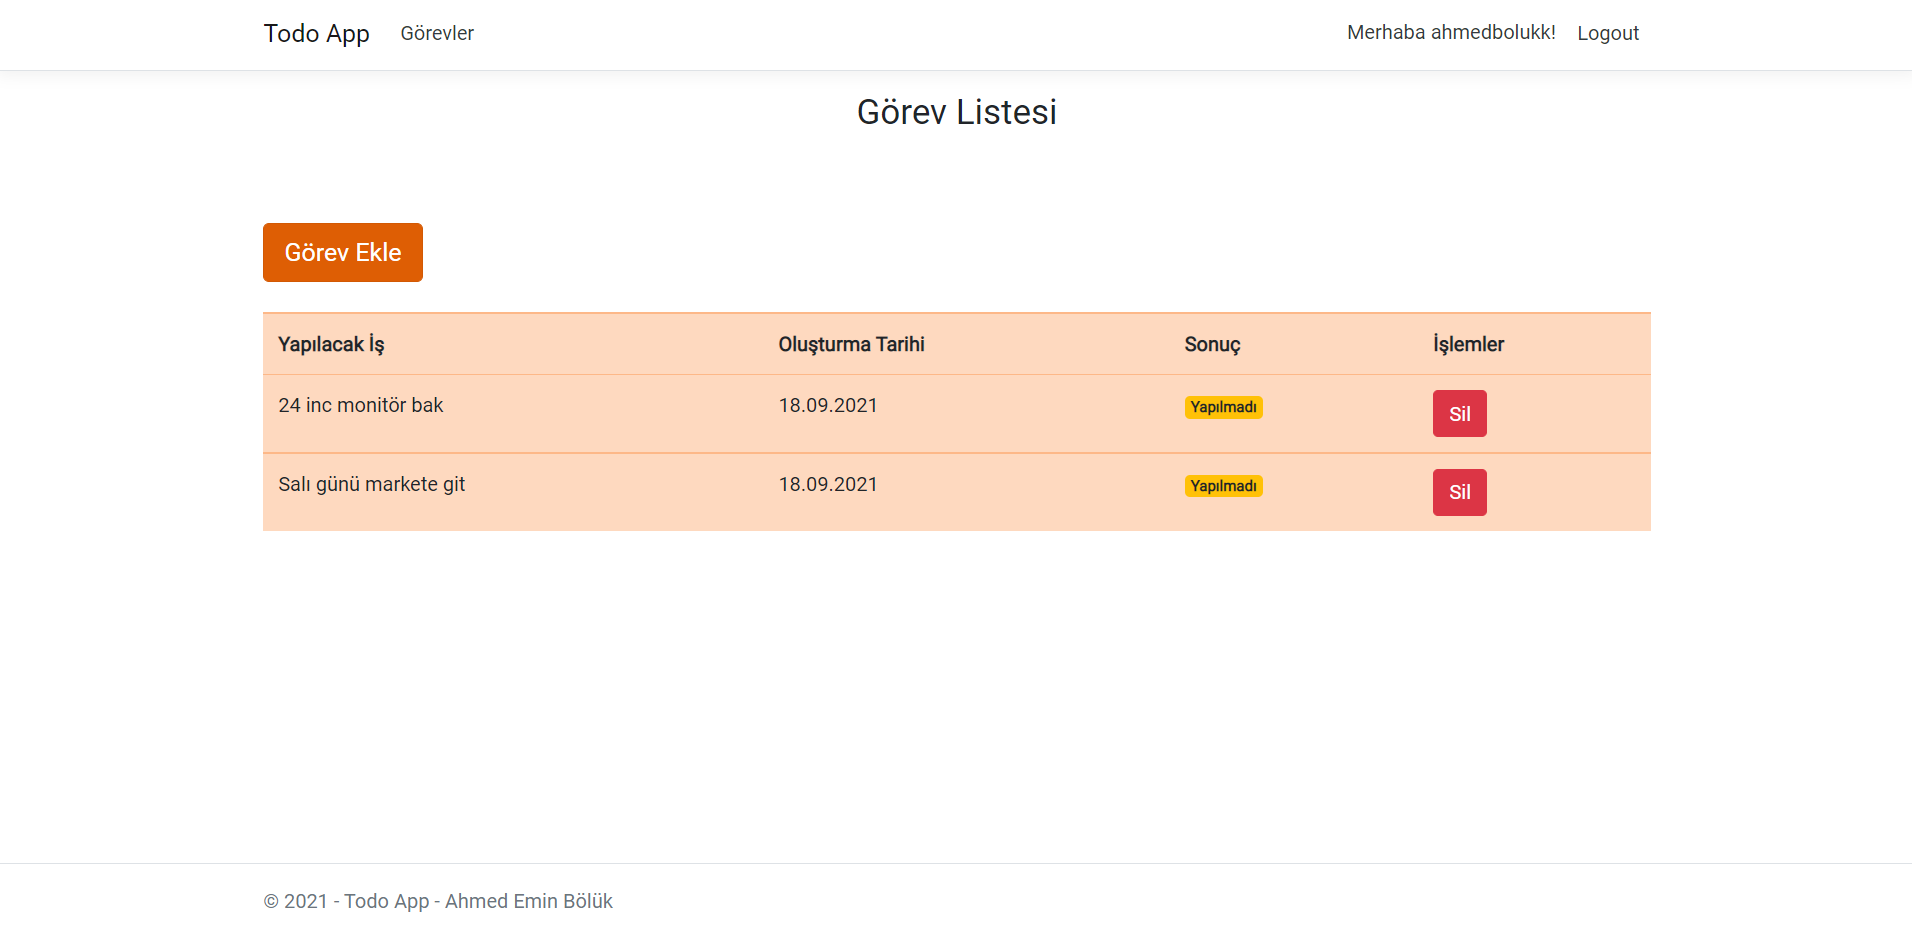 Todo App Görevler Merhaba ahmedbolukk! Logout
Görev Listesi
Görev Ekle
Yapılacak İş Oluşturma Tarihi Sonuç İşlemler
24 inc monitör bak 18.09.2021 Yapılmadı Sil
Salı günü markete git 18.09.2021 Yapılmadı Sil
© 2021 - Todo App - Ahmed Emin Bölük